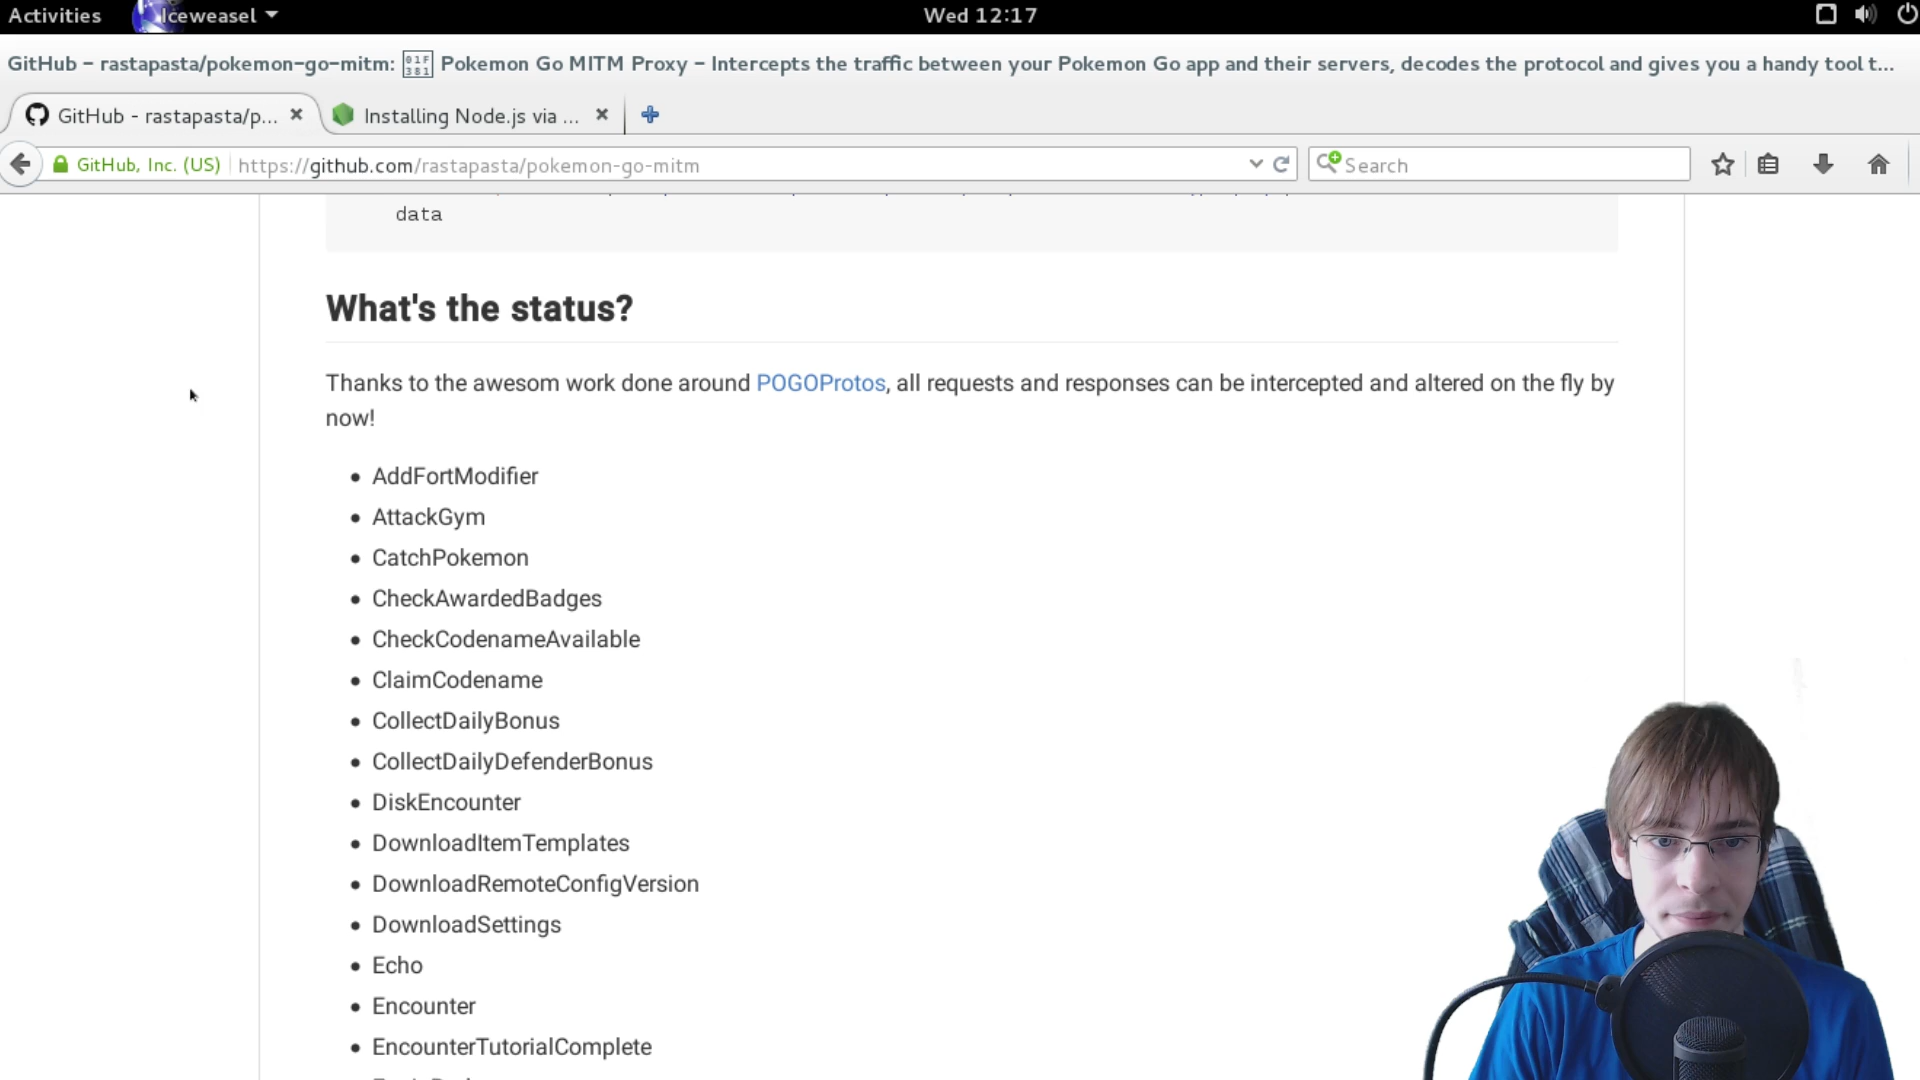 Activities Iceweasel Wed 12:17
GitHub - rastapasta/pokemon-go-mitm: 01F381 Pokemon Go MITM Proxy - Intercepts the traffic between your Pokemon Go app and their servers, decodes the protocol and gives you a handy tool t...
GitHub - rastapasta/p... Installing Node.js via ...
GitHub, Inc. (US) https://github.com/rastapasta/pokemon-go-mitm Search
data
What's the status?
Thanks to the awesom work done around POGOProtos, all requests and responses can be intercepted and altered on the fly by
now!
• AddFortModifier
• AttackGym
• CatchPokemon
• CheckAwardedBadges
• CheckCodenameAvailable
• ClaimCodename
• CollectDailyBonus
• CollectDailyDefenderBonus
• DiskEncounter
• DownloadItemTemplates
• DownloadRemoteConfigVersion
• DownloadSettings
• Echo
• Encounter
• EncounterTutorialComplete